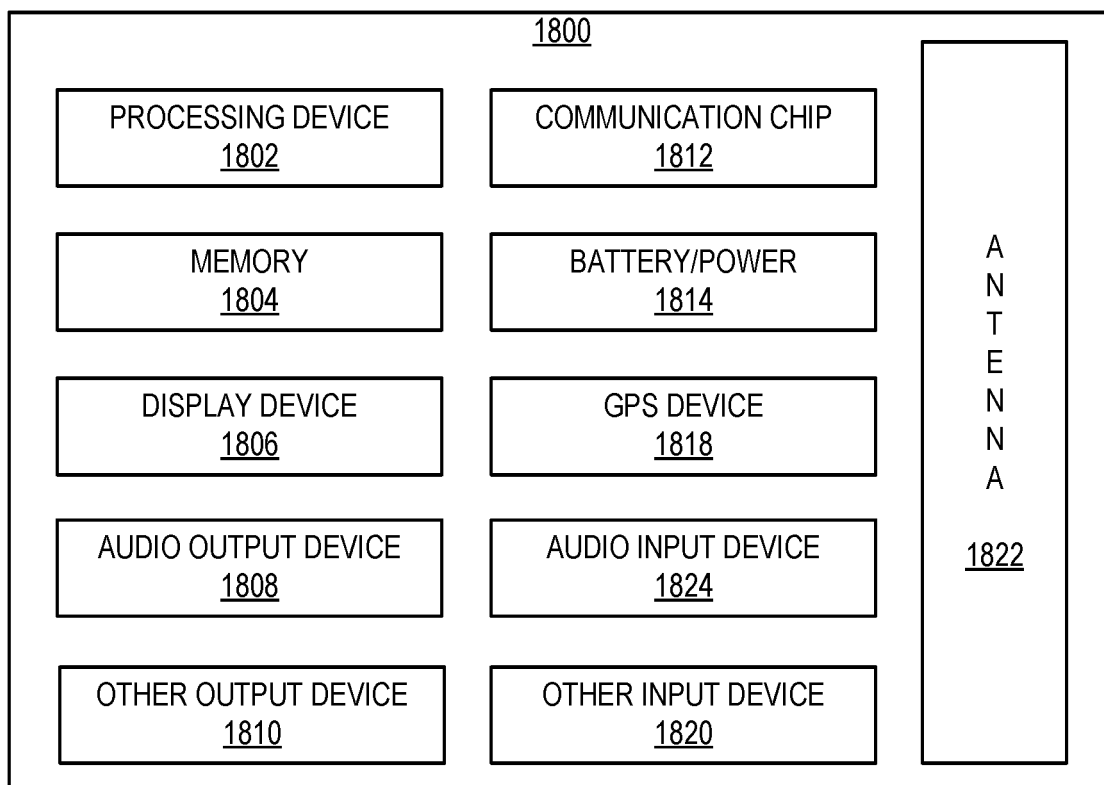 1800
PROCESSING DEVICE
1802
COMMUNICATION CHIP
1812
MEMORY
1804
BATTERY/POWER
1814
DISPLAY DEVICE
1806
GPS DEVICE
1818
AUDIO OUTPUT DEVICE
1808
AUDIO INPUT DEVICE
1824
OTHER OUTPUT DEVICE
1810
OTHER INPUT DEVICE
1820
ANTENNA
1822